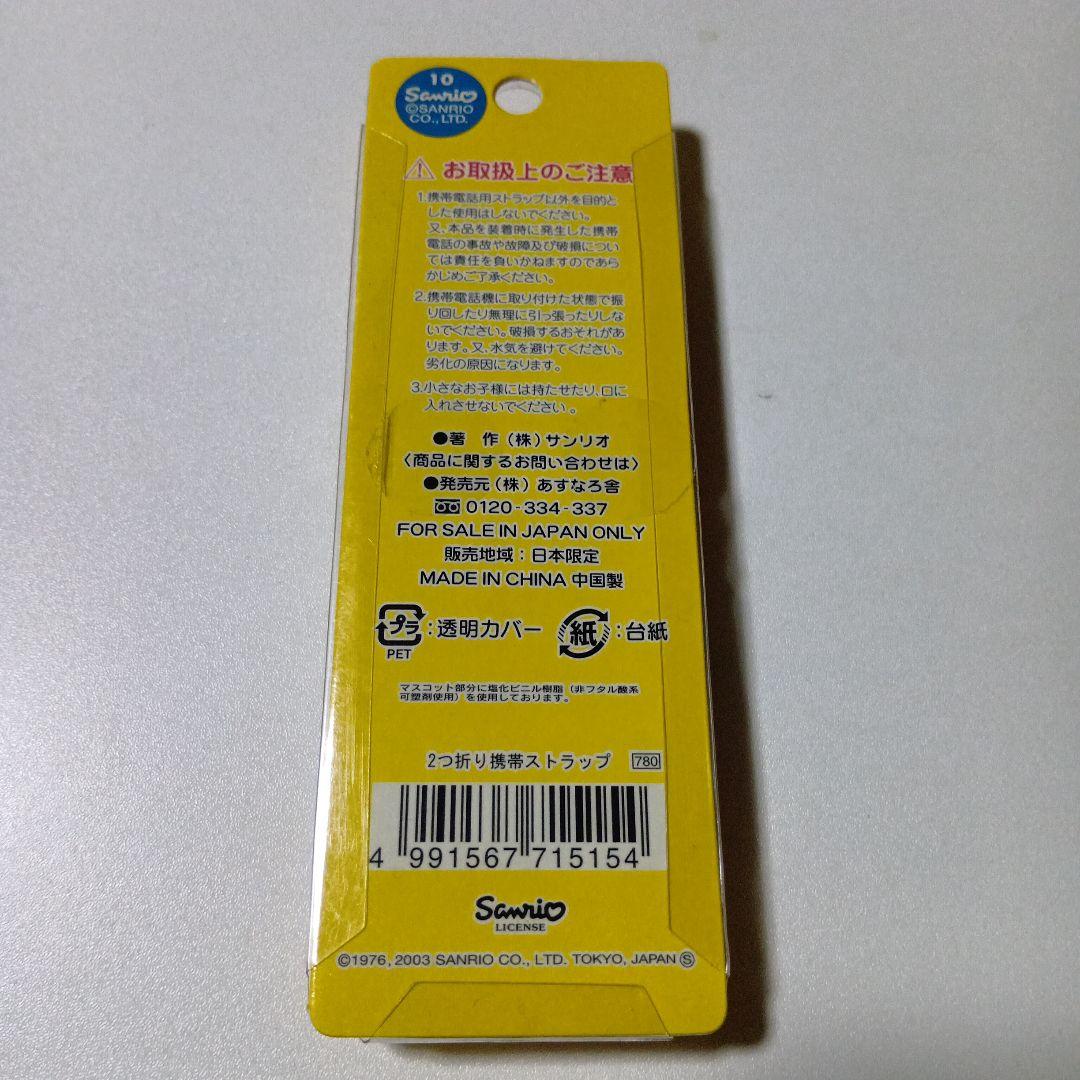 10
Sanrio
©SANRIO
CO., LTD.
お取扱上のご注意
1.携帯電話用ストラップ以外を目的と
した使用はしないでください。
又、本品を装着時に発生した携帯
電話の事故や故障及び破損につい
ては責任を負いかねますのであら
かじめご了承ください。
2.携帯電話機に取り付けた状態で振
り回したり無理に引っ張ったりしな
いでください。破損するおそれがあ
ります。又、水気を避けてください。
劣化の原因になります。
3.小さなお子様には持たせたり、口に
入れさせないでください。
●著 作(株)サンリオ
〈商品に関するお問い合わせは〉
●発売元(株)あすなろ舎
0120-334-337
FOR SALE IN JAPAN ONLY
販売地域：日本限定
MADE IN CHINA 中国製
プラ：透明カバー 紙：台紙
PET
マスコット部分に塩化ビニル樹脂（非フタル酸系
可塑剤使用）を使用しております。
2つ折り携帯ストラップ 780
4 991567 715154
Sanrio
LICENSE
©1976, 2003 SANRIO CO., LTD. TOKYO, JAPAN Ⓢ